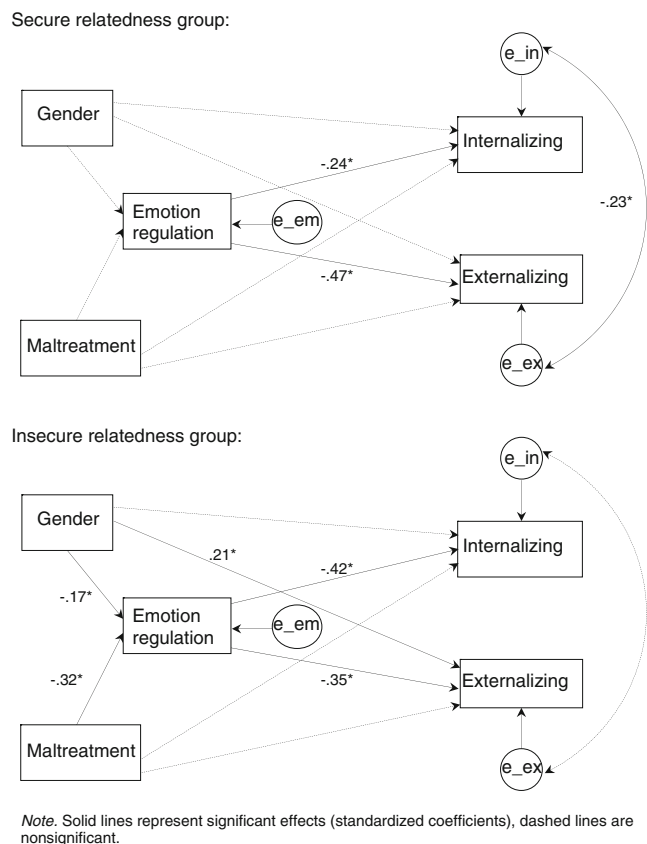 Secure relatedness group:
e_in
Gender
Internalizing
-.24*
-.23*
Emotion
regulation
e_em
-.47*
Externalizing
Maltreatment
e_ex
Insecure relatedness group:
e_in
Gender
Internalizing
.21*
-.42*
-.17*
Emotion
regulation
e_em
-.32*
-.35*
Externalizing
Maltreatment
e_ex
Note. Solid lines represent significant effects (standardized coefficients), dashed lines are
nonsignificant.